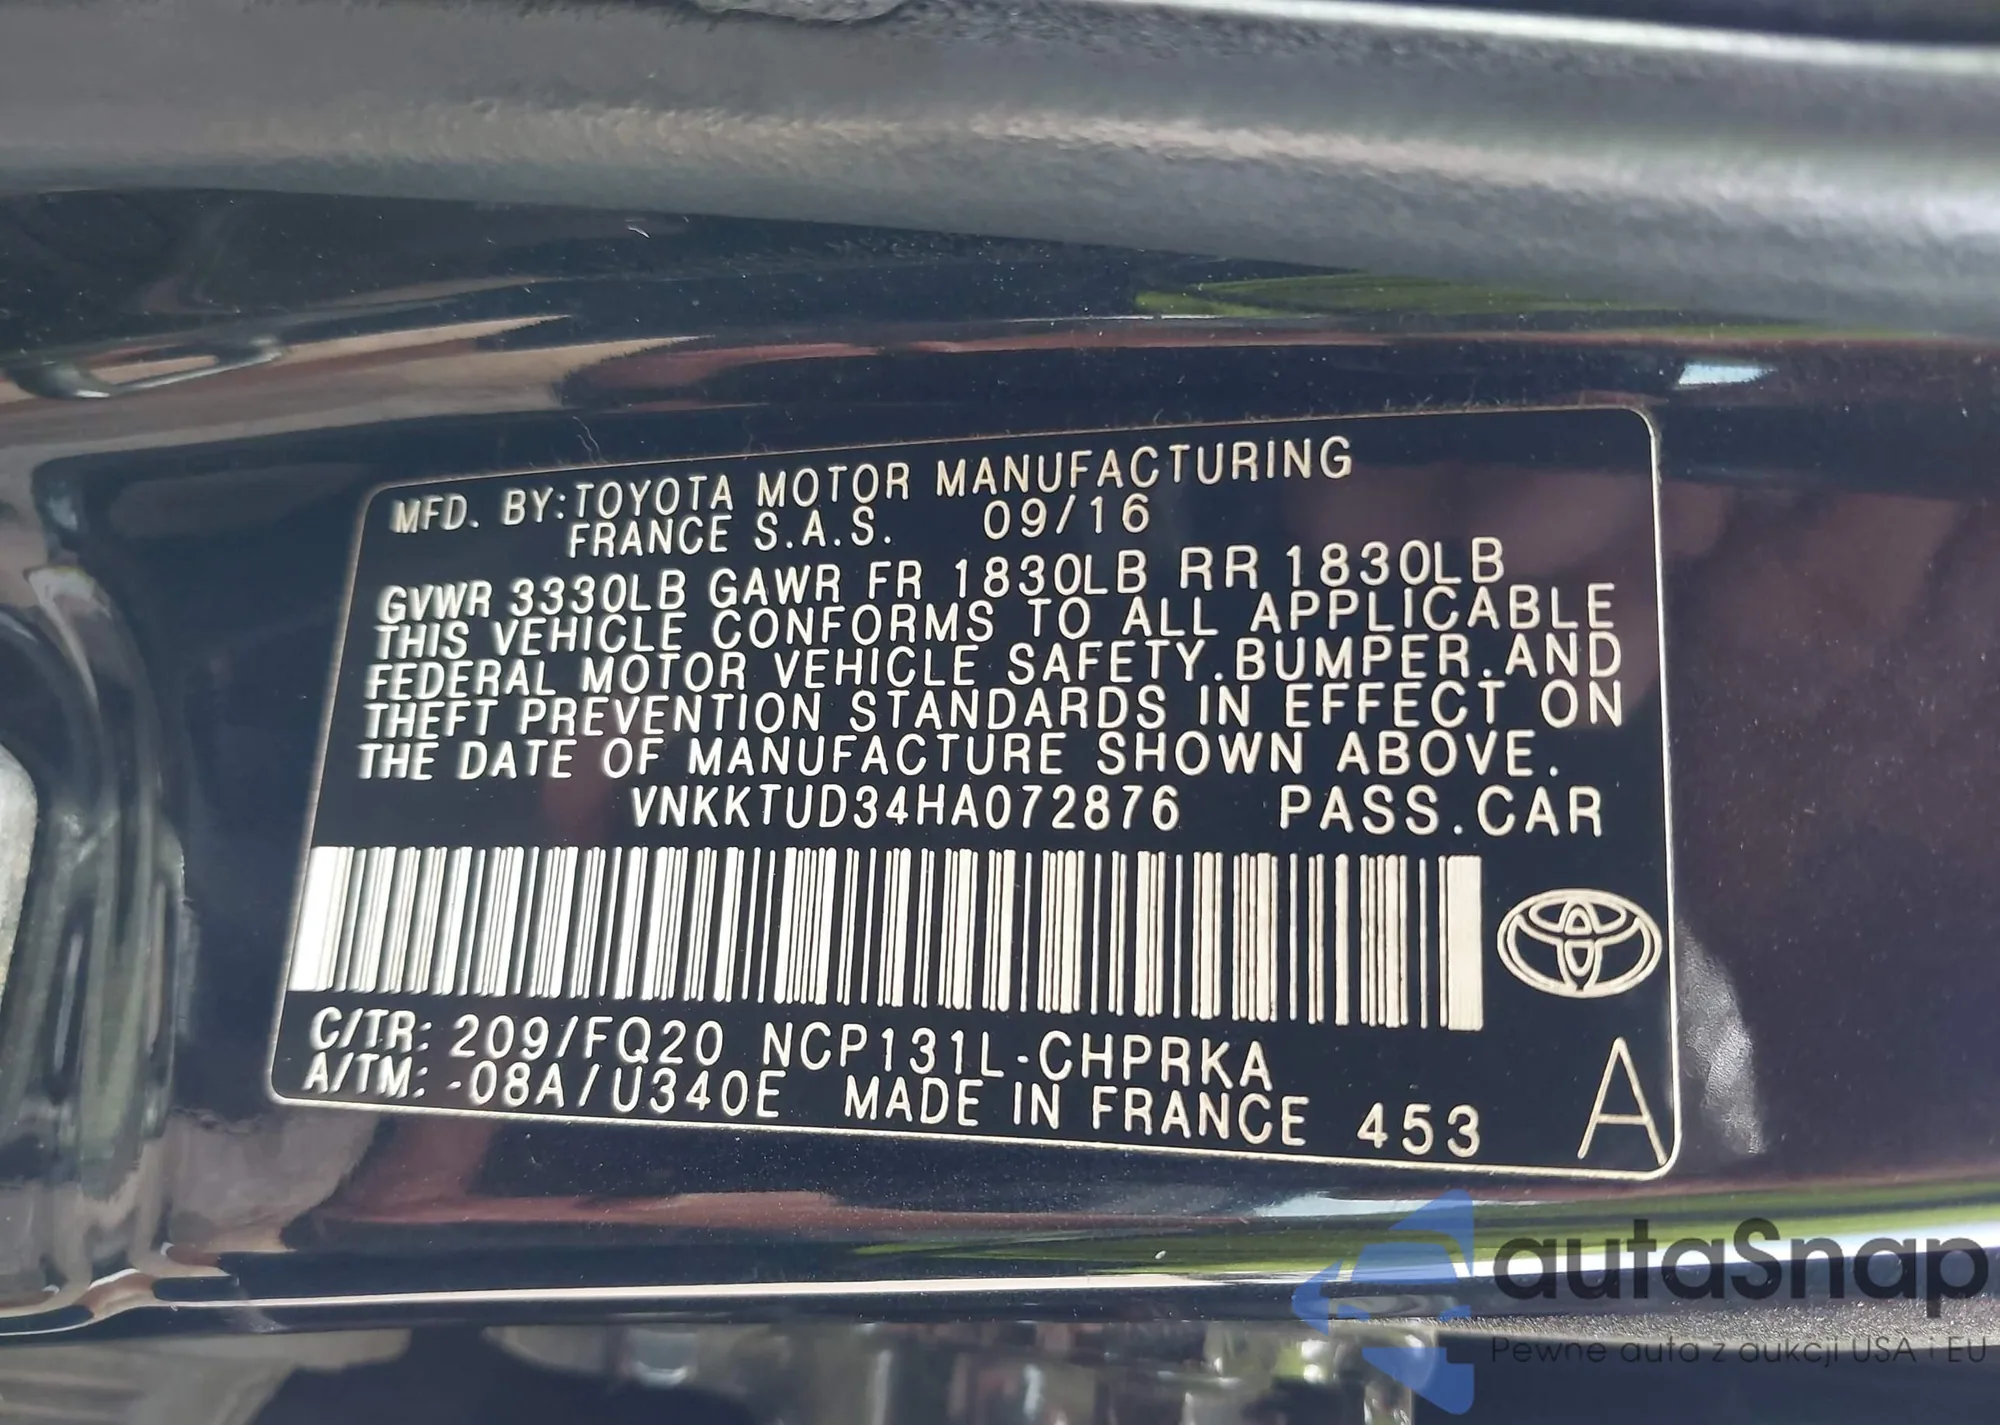 MFD. BY:TOYOTA MOTOR MANUFACTURING
FRANCE S.A.S. 09/16
GVWR 3330LB GAWR FR 1830LB RR 1830LB
THIS VEHICLE CONFORMS TO ALL APPLICABLE
FEDERAL MOTOR VEHICLE SAFETY.BUMPER.AND
THEFT PREVENTION STANDARDS IN EFFECT ON
THE DATE OF MANUFACTURE SHOWN ABOVE.
VNKKTUD34HA072876 PASS.CAR
C/TR: 209/FQ20 NCP131L-CHPRKA
A/TM: -08A/U340E MADE IN FRANCE 453 A
autaSnap
Pewne auta z aukcji USA i EU